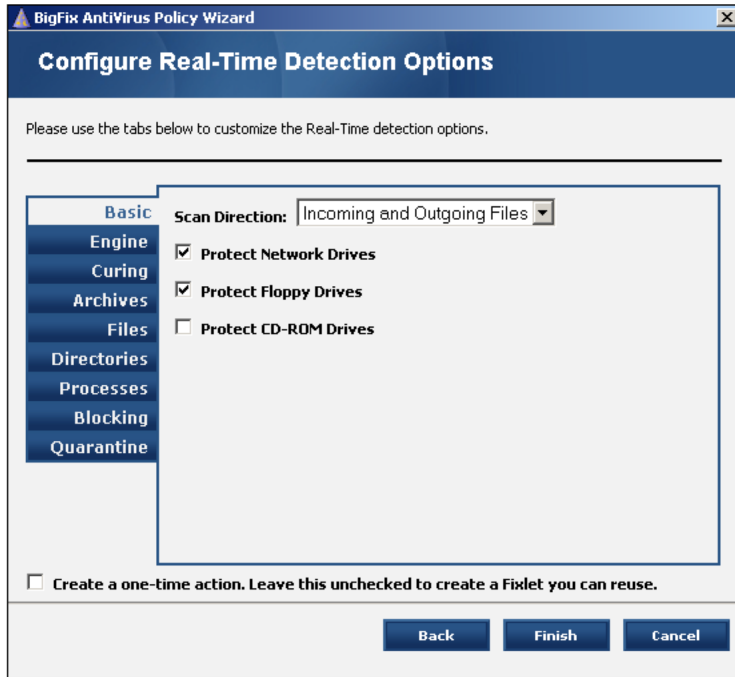 BigFix AntiVirus Policy Wizard
Configure Real-Time Detection Options
Please use the tabs below to customize the Real-Time detection options.
Basic
Engine
Curing
Archives
Files
Directories
Processes
Blocking
Quarantine
Scan Direction: Incoming and Outgoing Files
Protect Network Drives
Protect Floppy Drives
Protect CD-ROM Drives
Create a one-time action. Leave this unchecked to create a Fixlet you can reuse.
Back Finish Cancel